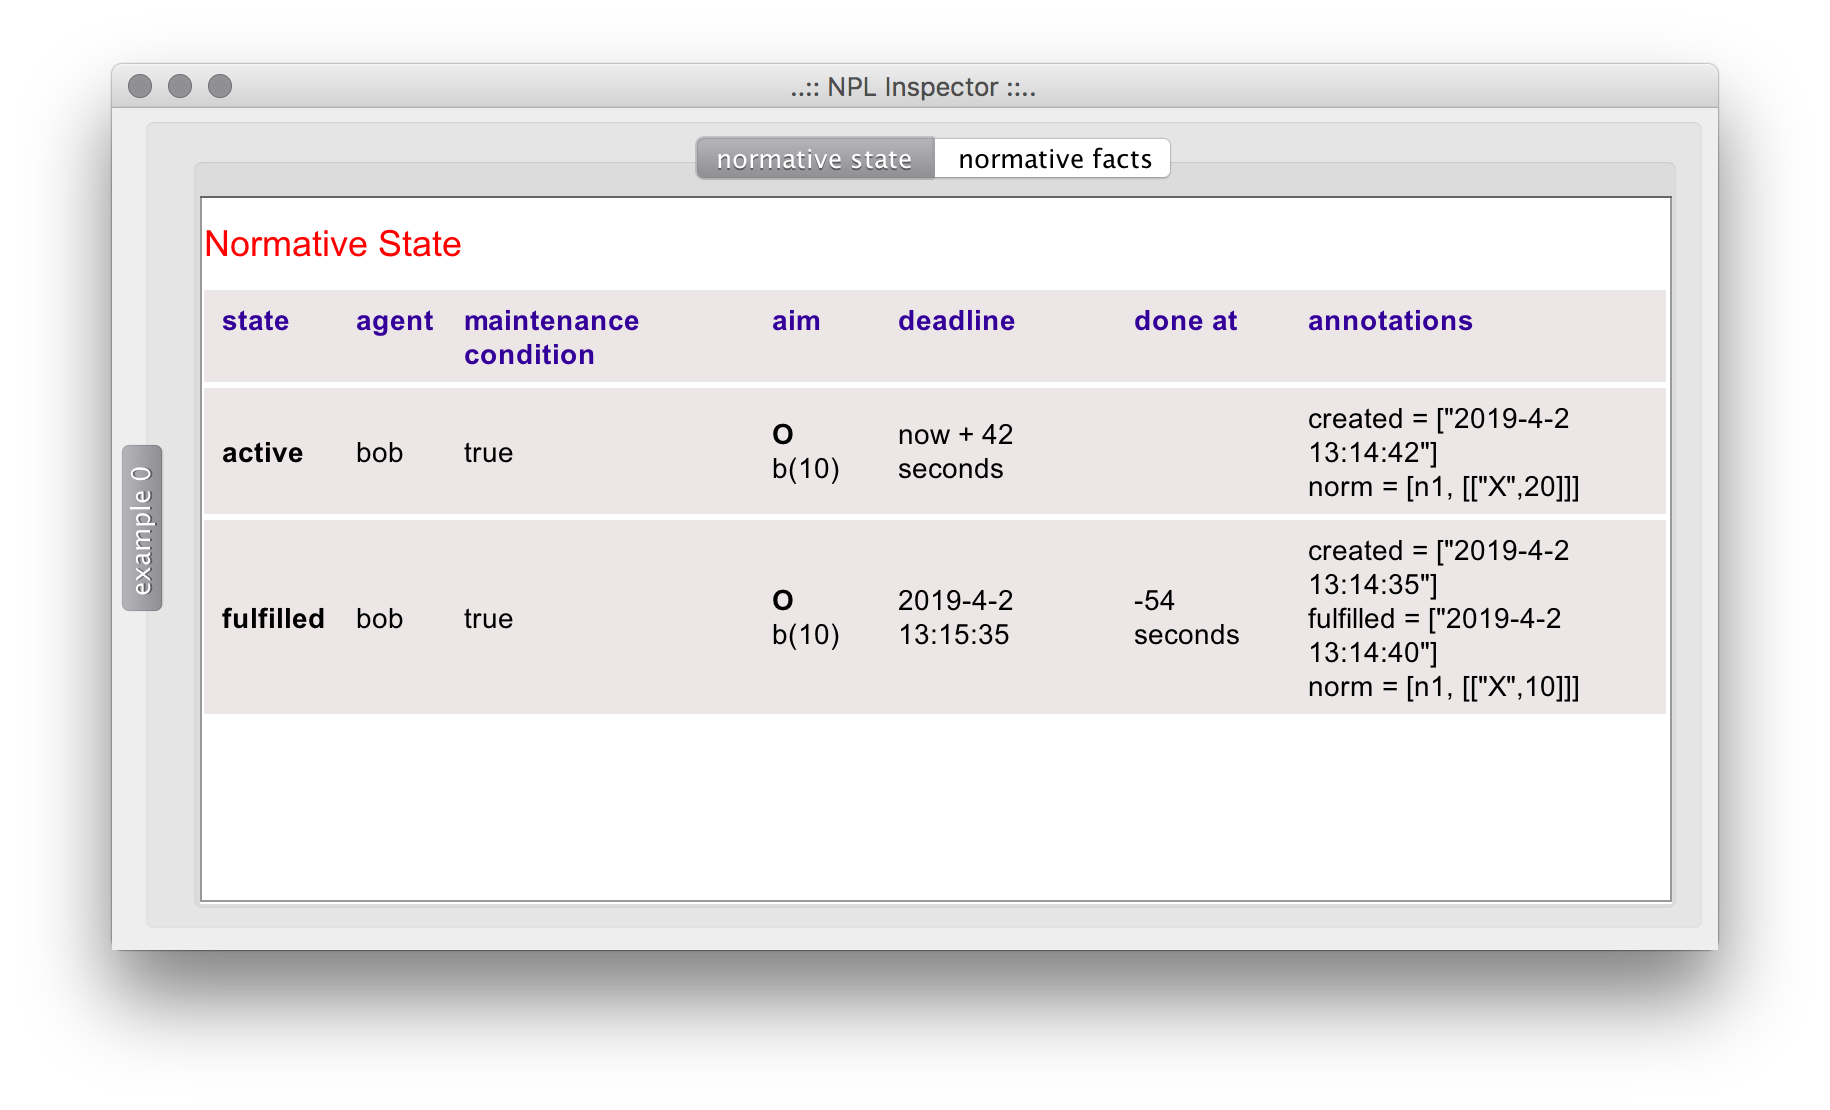 ..:: NPL Inspector ::..
normative state
normative facts
example 0
Normative State
state
agent
maintenance
condition
aim
deadline
done at
annotations
active
bob
true
O
b(10)
now + 42
seconds
created = ["2019-4-2
13:14:42"]
norm = [n1, [["X",20]]]
fulfilled
bob
true
O
b(10)
2019-4-2
13:15:35
-54
seconds
created = ["2019-4-2
13:14:35"]
fulfilled = ["2019-4-2
13:14:40"]
norm = [n1, [["X",10]]]